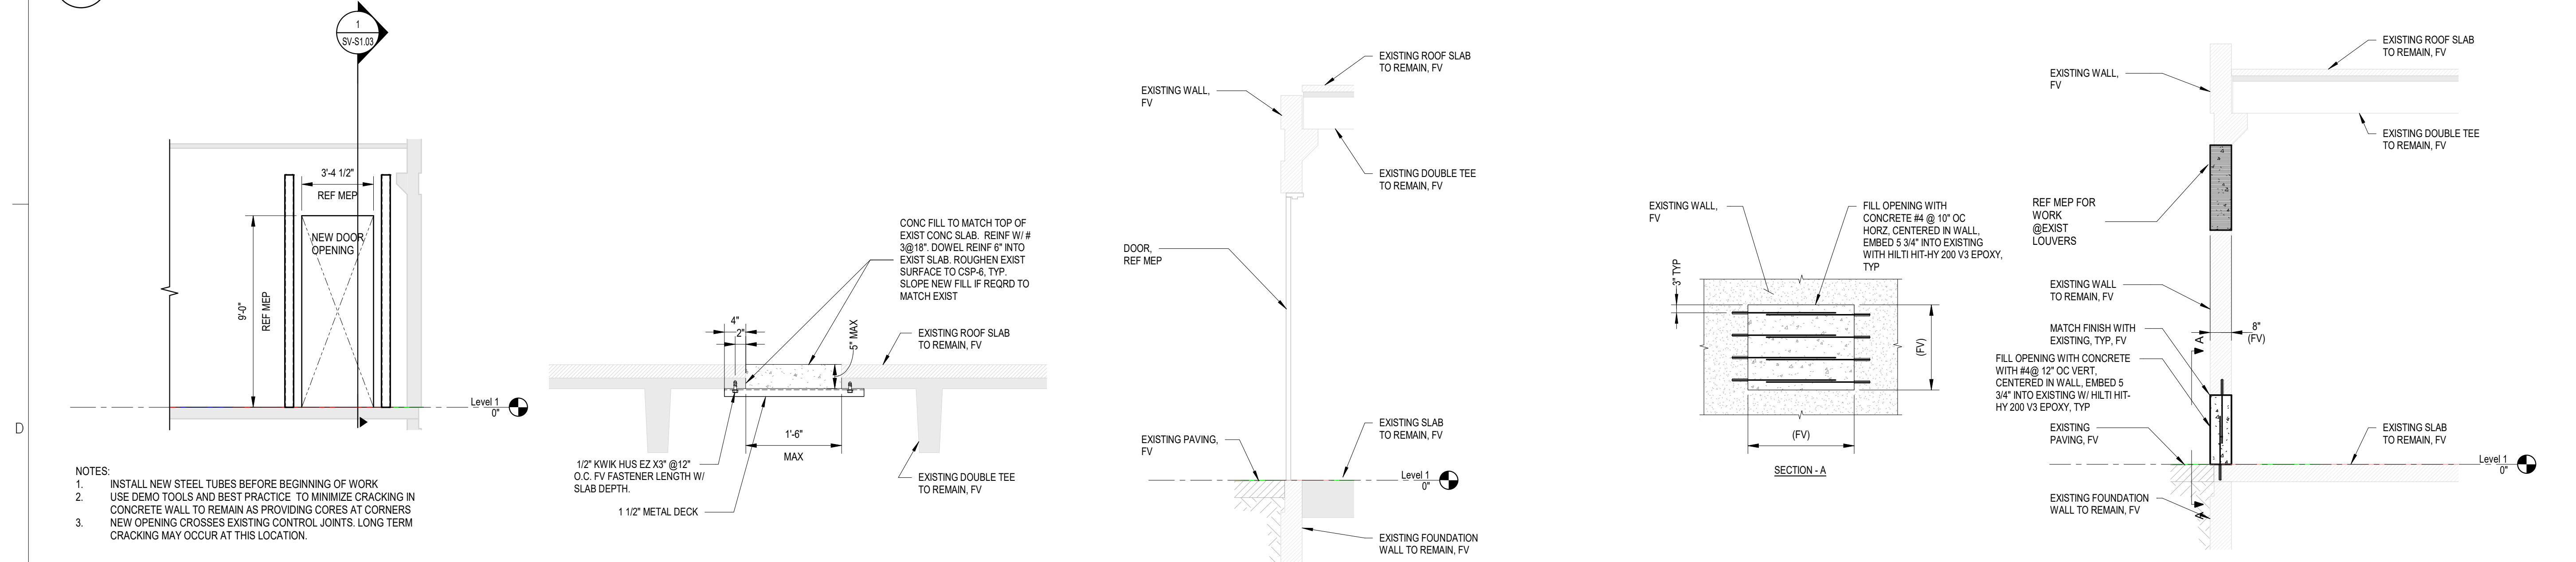 1
SV-S1.03
3'-4 1/2"
REF MEP
NEW DOOR
OPENING
9'-0"
REF MEP
Level 1
0"
D
NOTES:
1. INSTALL NEW STEEL TUBES BEFORE BEGINNING OF WORK
2. USE DEMO TOOLS AND BEST PRACTICE TO MINIMIZE CRACKING IN
CONCRETE WALL TO REMAIN AS PROVIDING CORES AT CORNERS
3. NEW OPENING CROSSES EXISTING CONTROL JOINTS. LONG TERM
CRACKING MAY OCCUR AT THIS LOCATION.
CONC FILL TO MATCH TOP OF
EXIST CONC SLAB. REINF W/ #
3@18". DOWEL REINF 6" INTO
EXIST SLAB. ROUGHEN EXIST
SURFACE TO CSP-6, TYP.
SLOPE NEW FILL IF REQRD TO
MATCH EXIST
4"
2"
5" MAX
EXISTING ROOF SLAB
TO REMAIN, FV
1'-6"
MAX
1/2" KWIK HUS EZ X3" @12"
O.C. FV FASTENER LENGTH W/
SLAB DEPTH.
1 1/2" METAL DECK
EXISTING DOUBLE TEE
TO REMAIN, FV
EXISTING ROOF SLAB
TO REMAIN, FV
EXISTING WALL,
FV
EXISTING DOUBLE TEE
TO REMAIN, FV
DOOR,
REF MEP
EXISTING SLAB
TO REMAIN, FV
EXISTING PAVING,
FV
Level 1
0"
EXISTING FOUNDATION
WALL TO REMAIN, FV
EXISTING WALL,
FV
FILL OPENING WITH
CONCRETE #4 @ 10" OC
HORZ, CENTERED IN WALL,
EMBED 5 3/4" INTO EXISTING
WITH HILTI HIT-HY 200 V3 EPOXY,
TYP
3" TYP
(FV)
(FV)
SECTION - A
EXISTING ROOF SLAB
TO REMAIN, FV
EXISTING WALL,
FV
EXISTING DOUBLE TEE
TO REMAIN, FV
REF MEP FOR
WORK
@EXIST
LOUVERS
EXISTING WALL
TO REMAIN, FV
8"
(FV)
MATCH FINISH WITH
EXISTING, TYP, FV
A
FILL OPENING WITH CONCRETE
WITH #4@ 12" OC VERT,
CENTERED IN WALL, EMBED 5
3/4" INTO EXISTING W/ HILTI HIT-
HY 200 V3 EPOXY, TYP
EXISTING
PAVING, FV
EXISTING SLAB
TO REMAIN, FV
Level 1
0"
EXISTING FOUNDATION
WALL TO REMAIN, FV
A